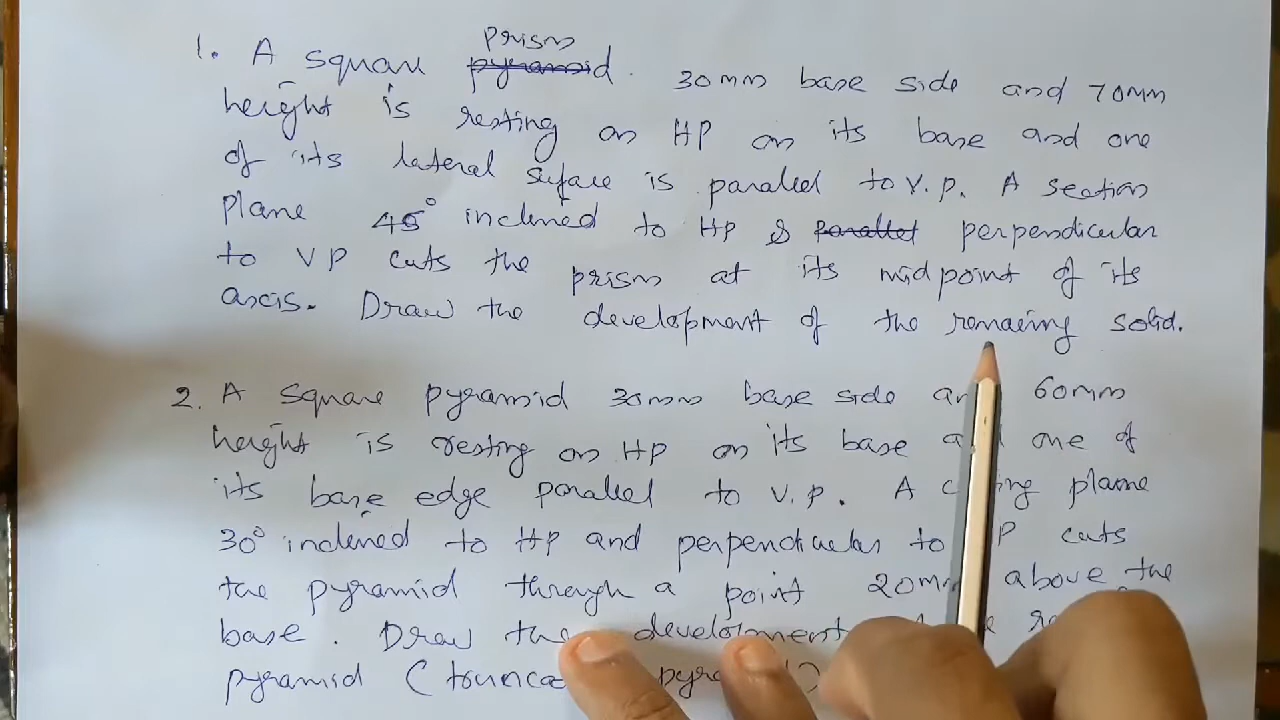 prism
1. A square pyramid. 30mm base side and 70mm
height is resting on HP on its base and one
of its lateral suface is parallel to V.P. A section
plane 45° inclined to HP & parallel perpendicular
to VP cuts the prism at its midpoint of its
axis. Draw the development of the remaeing solid.
2. A square pyramid 30mm base side 60mm
height is resting on HP on its base one of
its base edge parallel to V.P. A plane
30° inclined to HP and perpendicular to cuts
the pyramid through a point 20mm above the
base. Draw the development
pyramid (